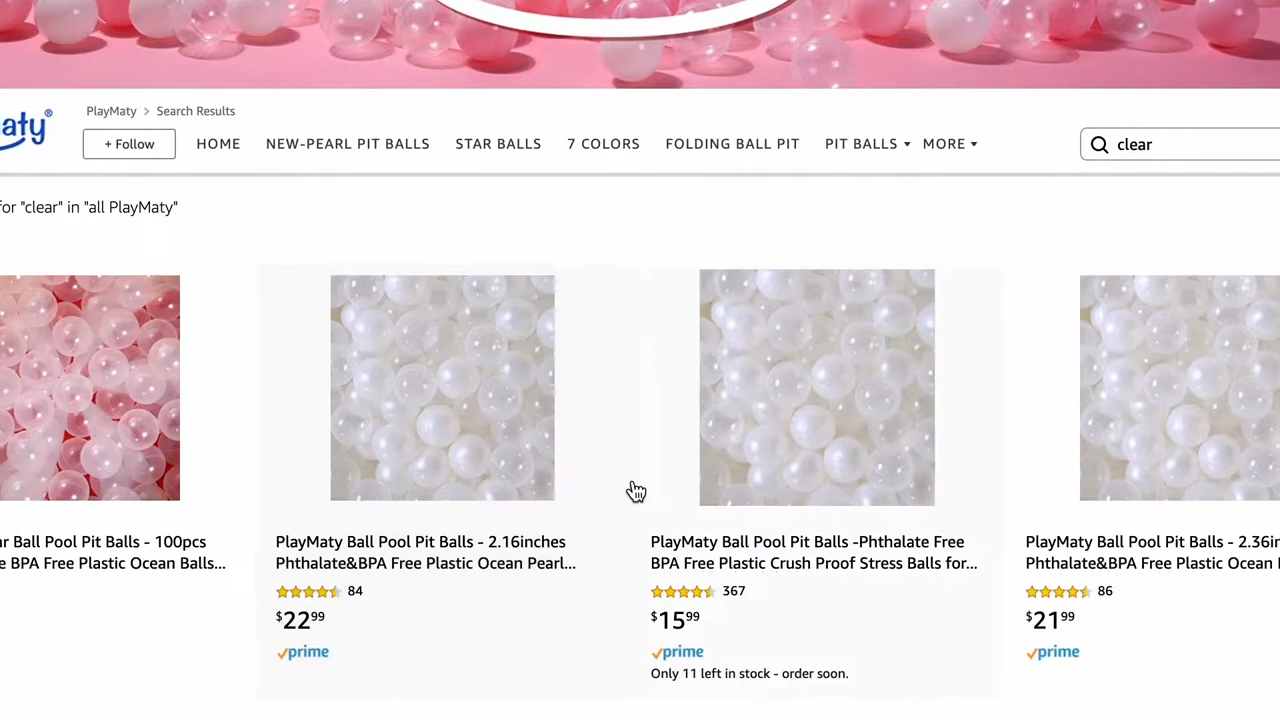 aty®
PlayMaty > Search Results
+ Follow
HOME
NEW-PEARL PIT BALLS
STAR BALLS
7 COLORS
FOLDING BALL PIT
PIT BALLS
MORE
clear
for "clear" in "all PlayMaty"
r Ball Pool Pit Balls - 100pcs
e BPA Free Plastic Ocean Balls...
PlayMaty Ball Pool Pit Balls - 2.16inches
Phthalate&BPA Free Plastic Ocean Pearl...
84
$22.99
prime
PlayMaty Ball Pool Pit Balls -Phthalate Free
BPA Free Plastic Crush Proof Stress Balls for...
367
$15.99
prime
Only 11 left in stock - order soon.
PlayMaty Ball Pool Pit Balls - 2.36in
Phthalate&BPA Free Plastic Ocean
86
$21.99
prime